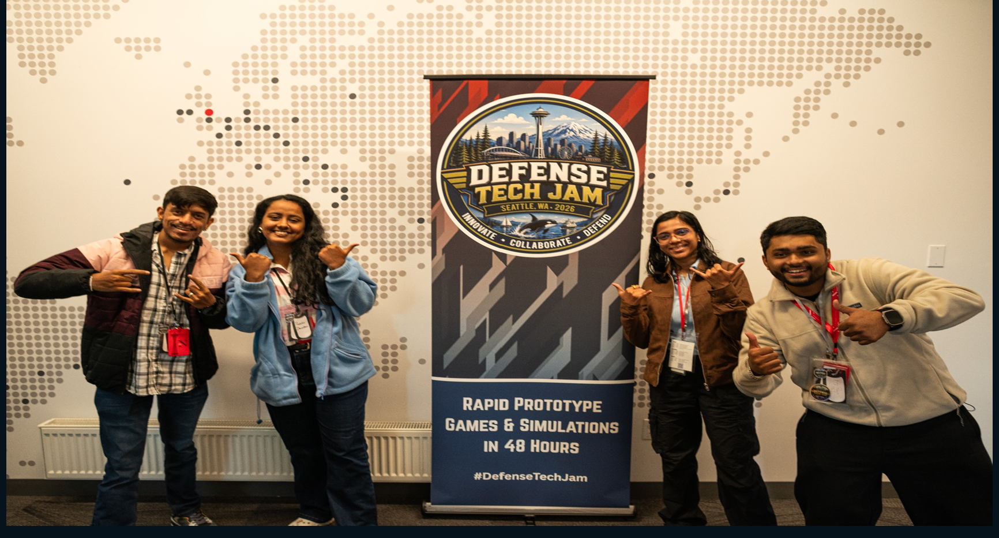 DEFENSE
TECH JAM
SEATTLE, WA - 2026
INNOVATE • COLLABORATE • DEFEND
RAPID PROTOTYPE
GAMES & SIMULATIONS
IN 48 HOURS
#DefenseTechJam